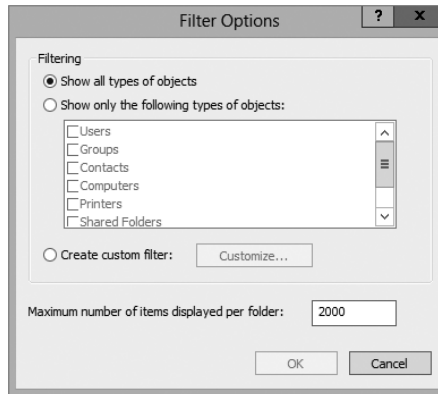 Filter Options
? x
Filtering
Show all types of objects
Show only the following types of objects:
Users
Groups
Contacts
Computers
Printers
Shared Folders
Create custom filter: Customize...
Maximum number of items displayed per folder: 2000
OK Cancel